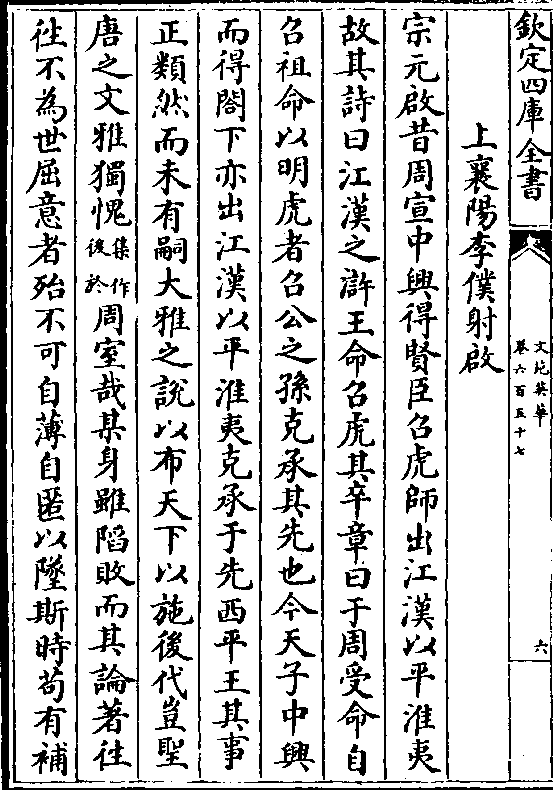 欽定四庫全書
文苑英華
卷六百五十七
六
上襄陽李僕射啟
宗元啟昔周宣中興得賢臣召虎師出江漢以平淮夷
故其詩曰江漢之滸王命召虎其卒章曰于周受命自
召祖命以明虎者召公之孫克承其先也今天子中興
而得閤下亦出江漢以平淮夷克承于先西平王其事
正類然而未有嗣大雅之說以布天下以施後代豈聖
唐之文雅獨愧集作後於周室哉某身雖陷敗而其論著往
往不為世屈意者殆不可自薄自匿以墜斯時苟有補